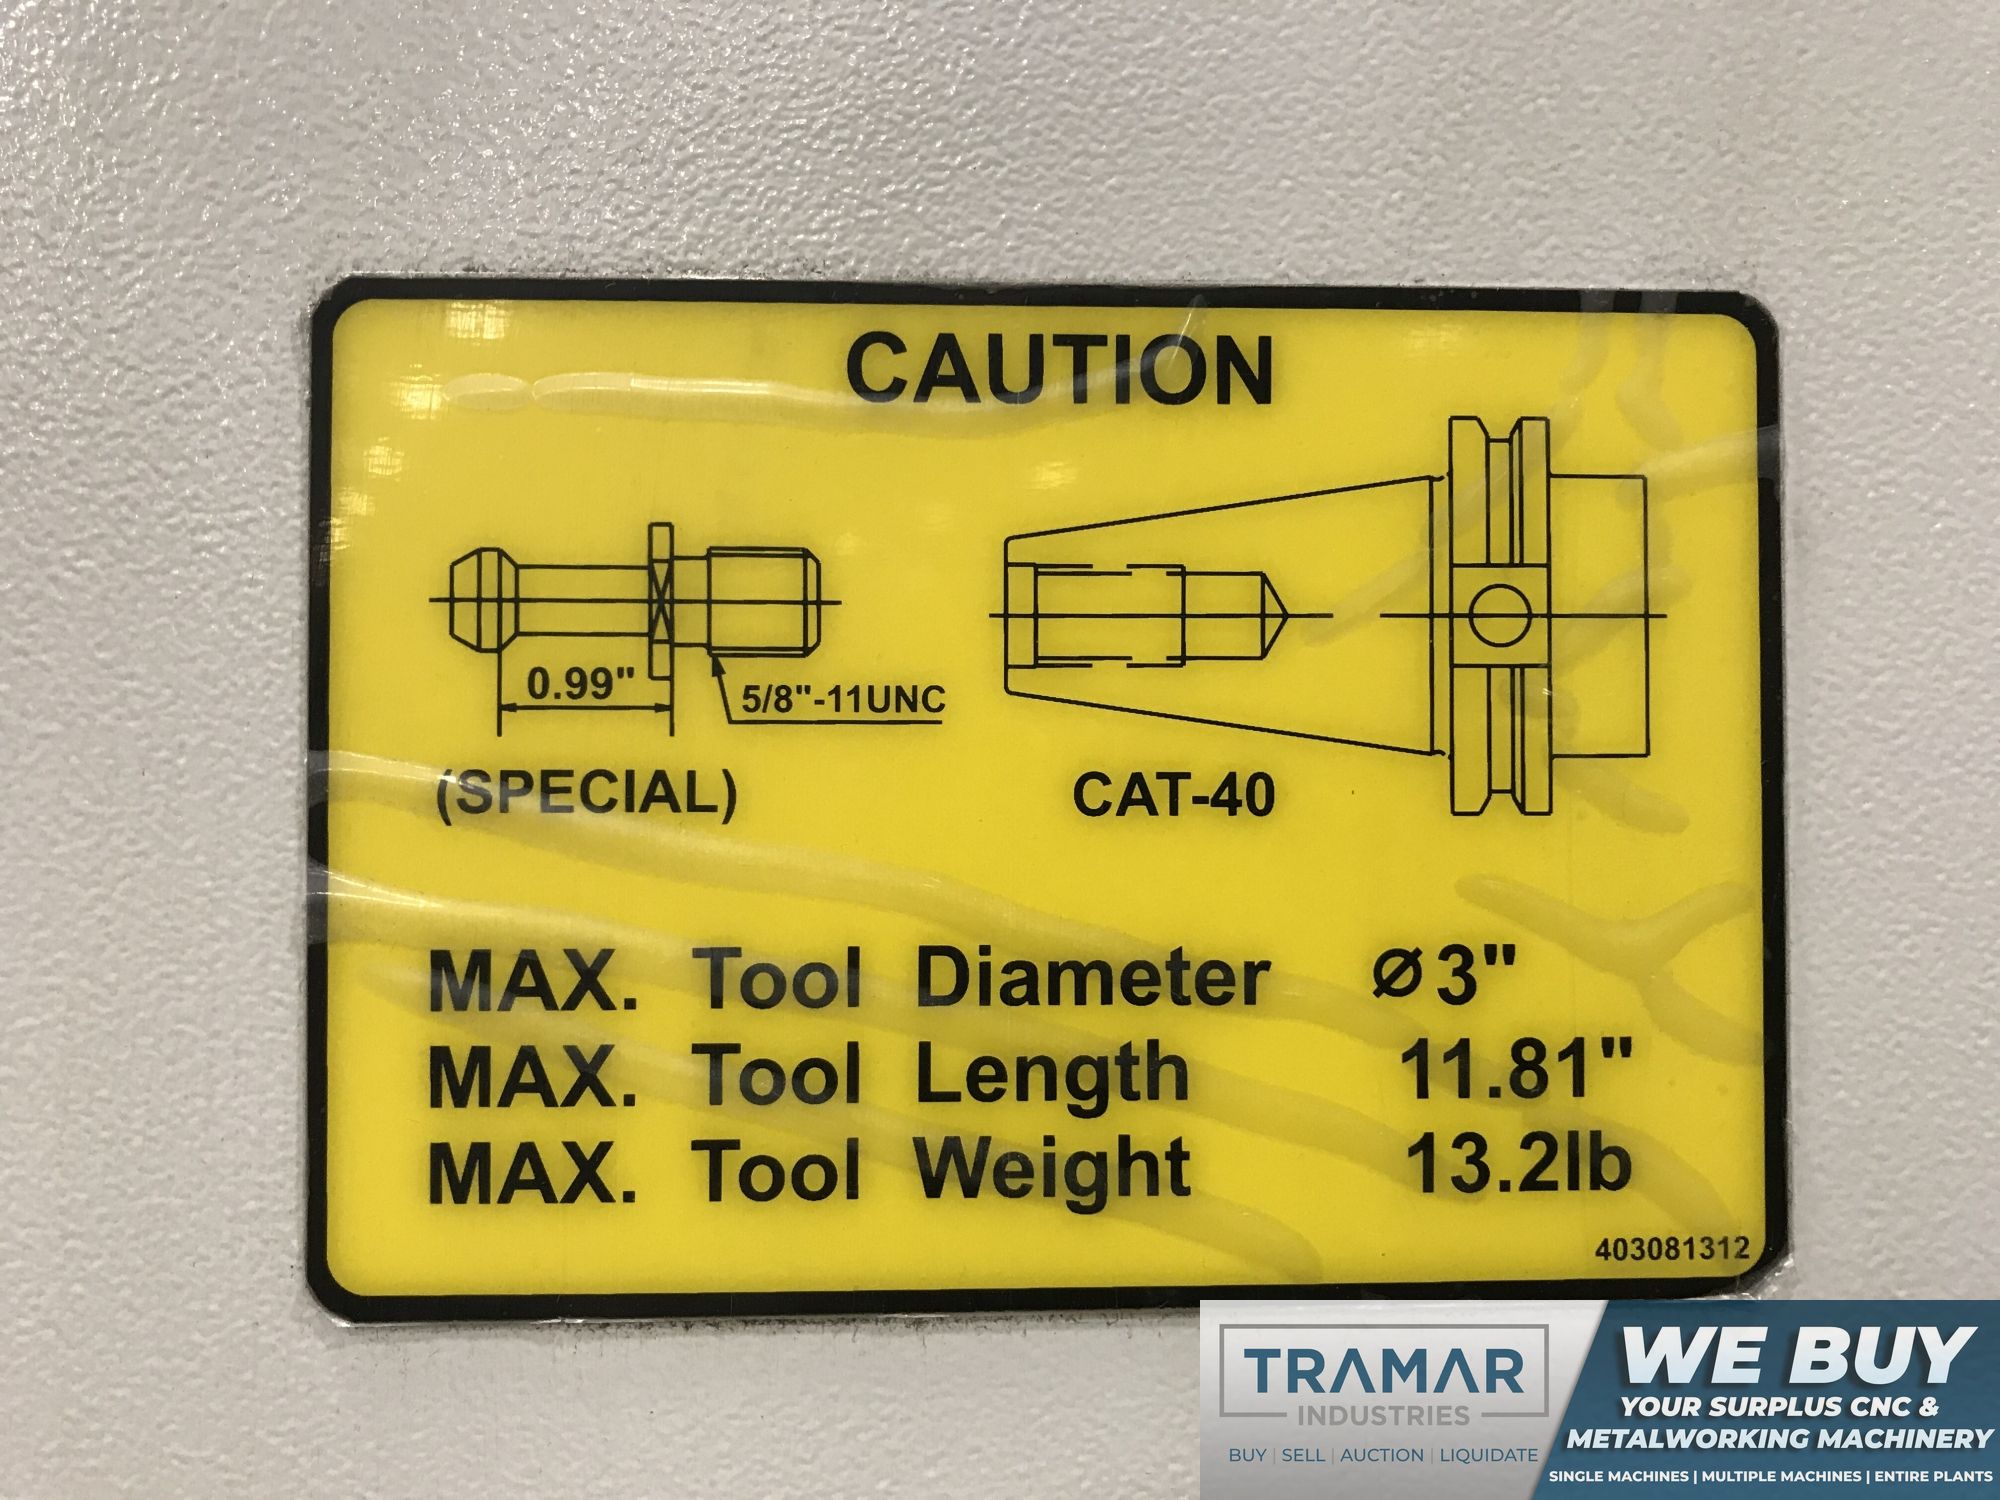 CAUTION
0.99"
5/8"-11UNC
(SPECIAL)
CAT-40
MAX. Tool Diameter ⌀3"
MAX. Tool Length 11.81"
MAX. Tool Weight 13.2lb
403081312
TRAMAR
INDUSTRIES
BUY | SELL | AUCTION | LIQUIDATE
WE BUY
YOUR SURPLUS CNC &
METALWORKING MACHINERY
SINGLE MACHINES | MULTIPLE MACHINES | ENTIRE PLANTS